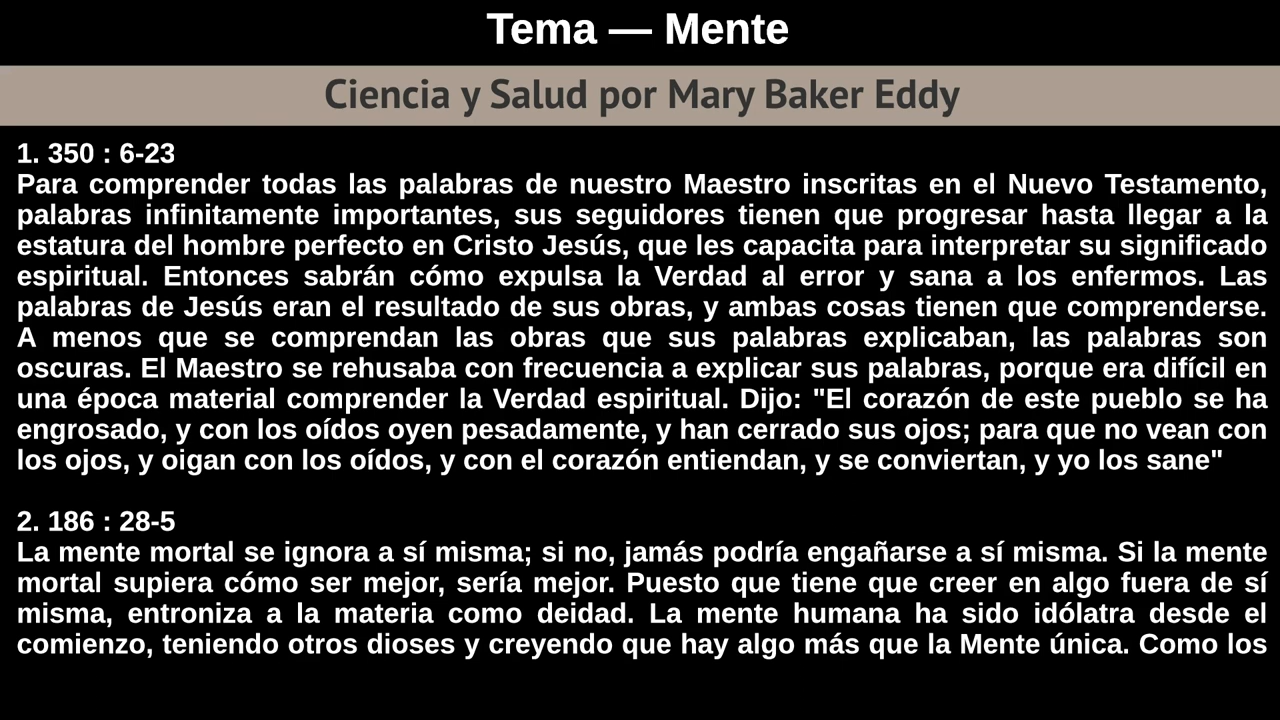 Tema — Mente
Ciencia y Salud por Mary Baker Eddy
1. 350 : 6-23
Para comprender todas las palabras de nuestro Maestro inscritas en el Nuevo Testamento,
palabras infinitamente importantes, sus seguidores tienen que progresar hasta llegar a la
estatura del hombre perfecto en Cristo Jesús, que les capacita para interpretar su significado
espiritual. Entonces sabrán cómo expulsa la Verdad al error y sana a los enfermos. Las
palabras de Jesús eran el resultado de sus obras, y ambas cosas tienen que comprenderse.
A menos que se comprendan las obras que sus palabras explicaban, las palabras son
oscuras. El Maestro se rehusaba con frecuencia a explicar sus palabras, porque era difícil en
una época material comprender la Verdad espiritual. Dijo: "El corazón de este pueblo se ha
engrosado, y con los oídos oyen pesadamente, y han cerrado sus ojos; para que no vean con
los ojos, y oigan con los oídos, y con el corazón entiendan, y se conviertan, y yo los sane"
2. 186 : 28-5
La mente mortal se ignora a sí misma; si no, jamás podría engañarse a sí misma. Si la mente
mortal supiera cómo ser mejor, sería mejor. Puesto que tiene que creer en algo fuera de sí
misma, entroniza a la materia como deidad. La mente humana ha sido idólatra desde el
comienzo, teniendo otros dioses y creyendo que hay algo más que la Mente única. Como los